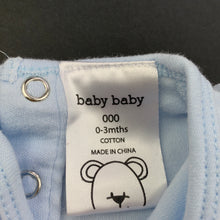 baby baby
000
0-3mths
COTTON
MADE IN CHINA